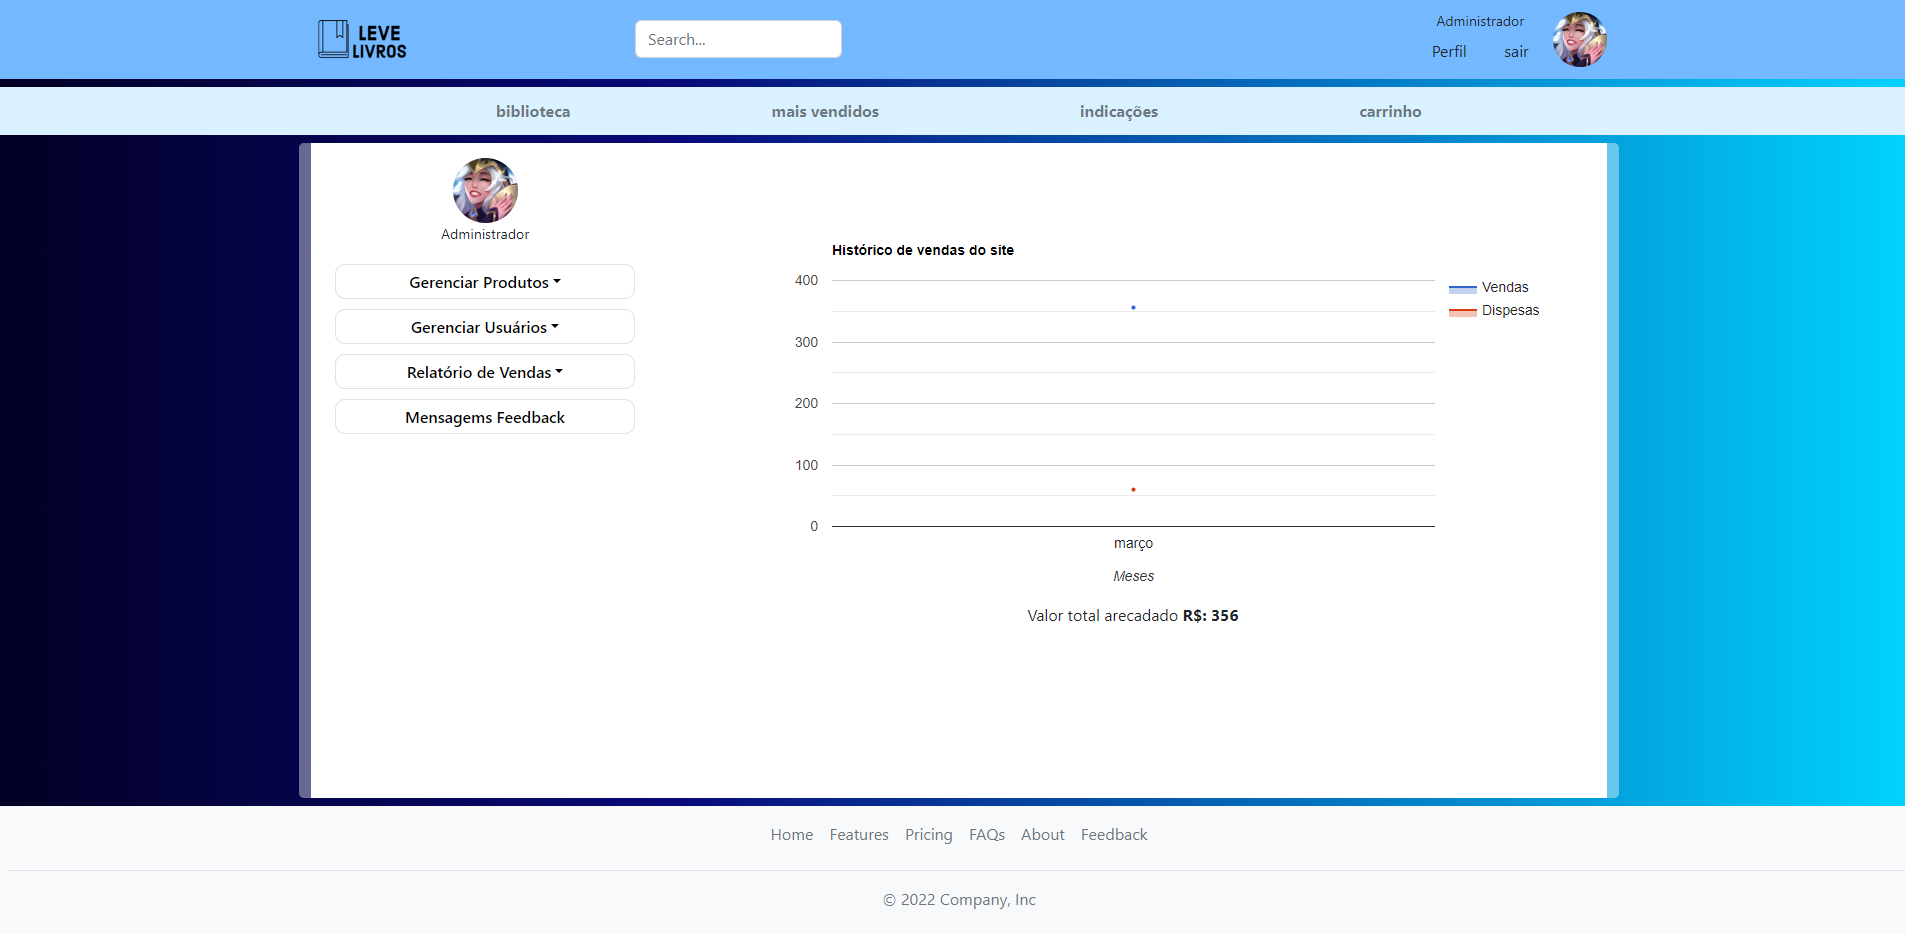 LEVE
LIVROS
Search...
Administrador
Perfil sair
biblioteca mais vendidos indicações carrinho
Administrador
Gerenciar Produtos
Gerenciar Usuários
Relatório de Vendas
Mensagems Feedback
Histórico de vendas do site
400
300
200
100
0
março
Meses
Vendas
Dispesas
Valor total arecadado R$: 356
Home Features Pricing FAQs About Feedback
© 2022 Company, Inc